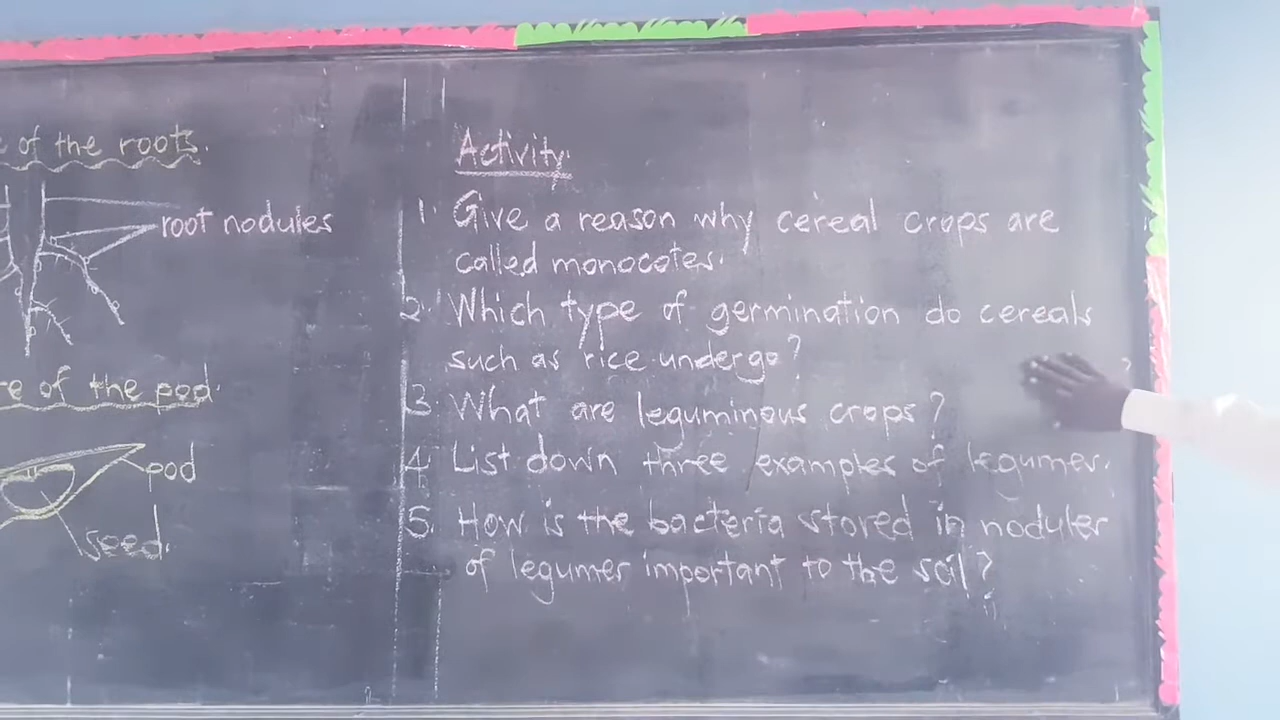 e of the roots.
root nodules
re of the pod.
pod
seed.
Activity.
1. Give a reason why cereal crops are
called monocotes.
2. Which type of germination do cereals
such as rice undergo?
3. What are leguminous crops?
4. List down three examples of legumes.
5. How is the bacteria stored in nodules
of legumes important to the soil?